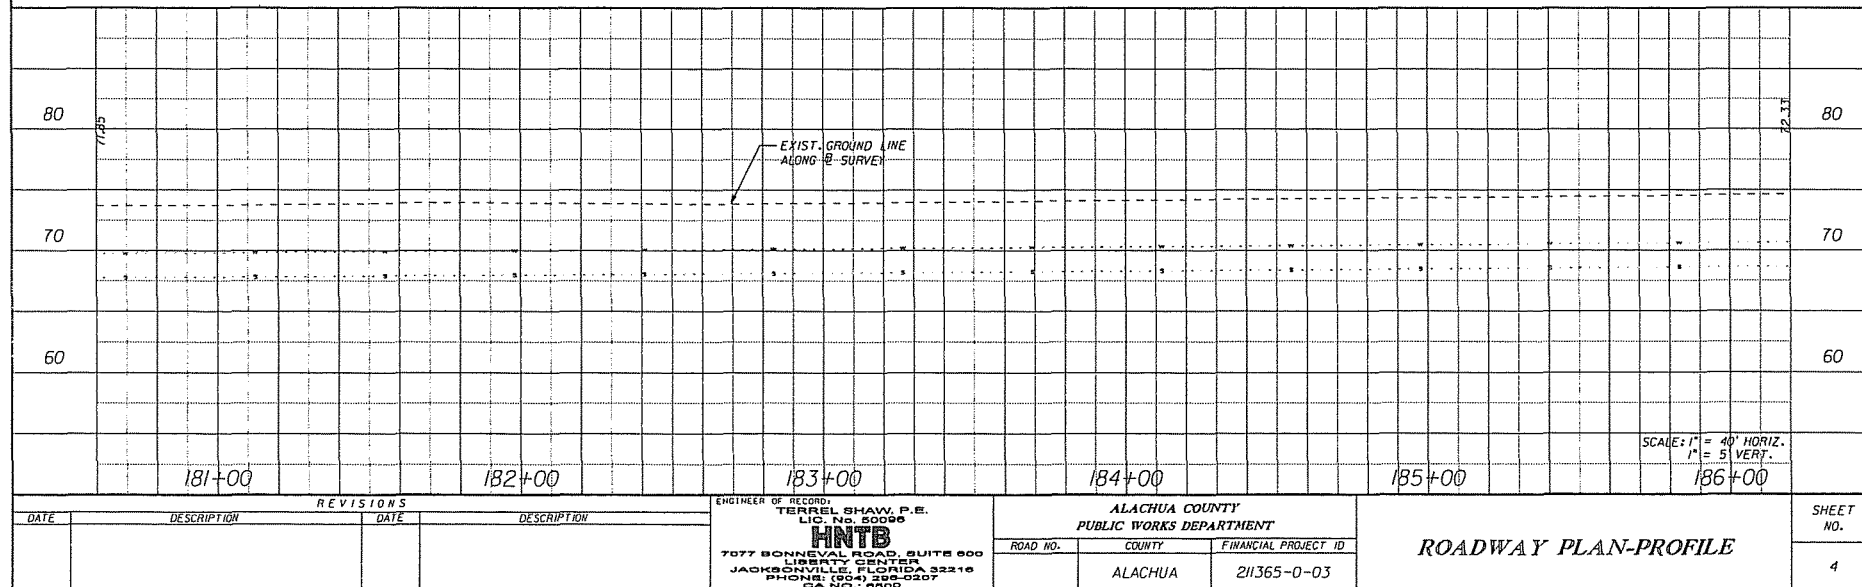 80
80
72.33
EXIST. GROUND LINE
ALONG ℄ SURVEY
70
70
60
60
SCALE: 1" = 40' HORIZ.
1" = 5' VERT.
181+00
182+00
183+00
184+00
185+00
186+00
REVISIONS
DATE
DESCRIPTION
DATE
DESCRIPTION
ENGINEER OF RECORD:
TERREL SHAW, P.E.
LIC. No. 50096
HNTB
7077 BONNEVAL ROAD, SUITE 600
LIBERTY CENTER
JACKSONVILLE, FLORIDA 32216
PHONE: (904) 296-0207
ALACHUA COUNTY
PUBLIC WORKS DEPARTMENT
ROAD NO.
COUNTY
FINANCIAL PROJECT ID
ALACHUA
211365-0-03
ROADWAY PLAN-PROFILE
SHEET
NO.
4